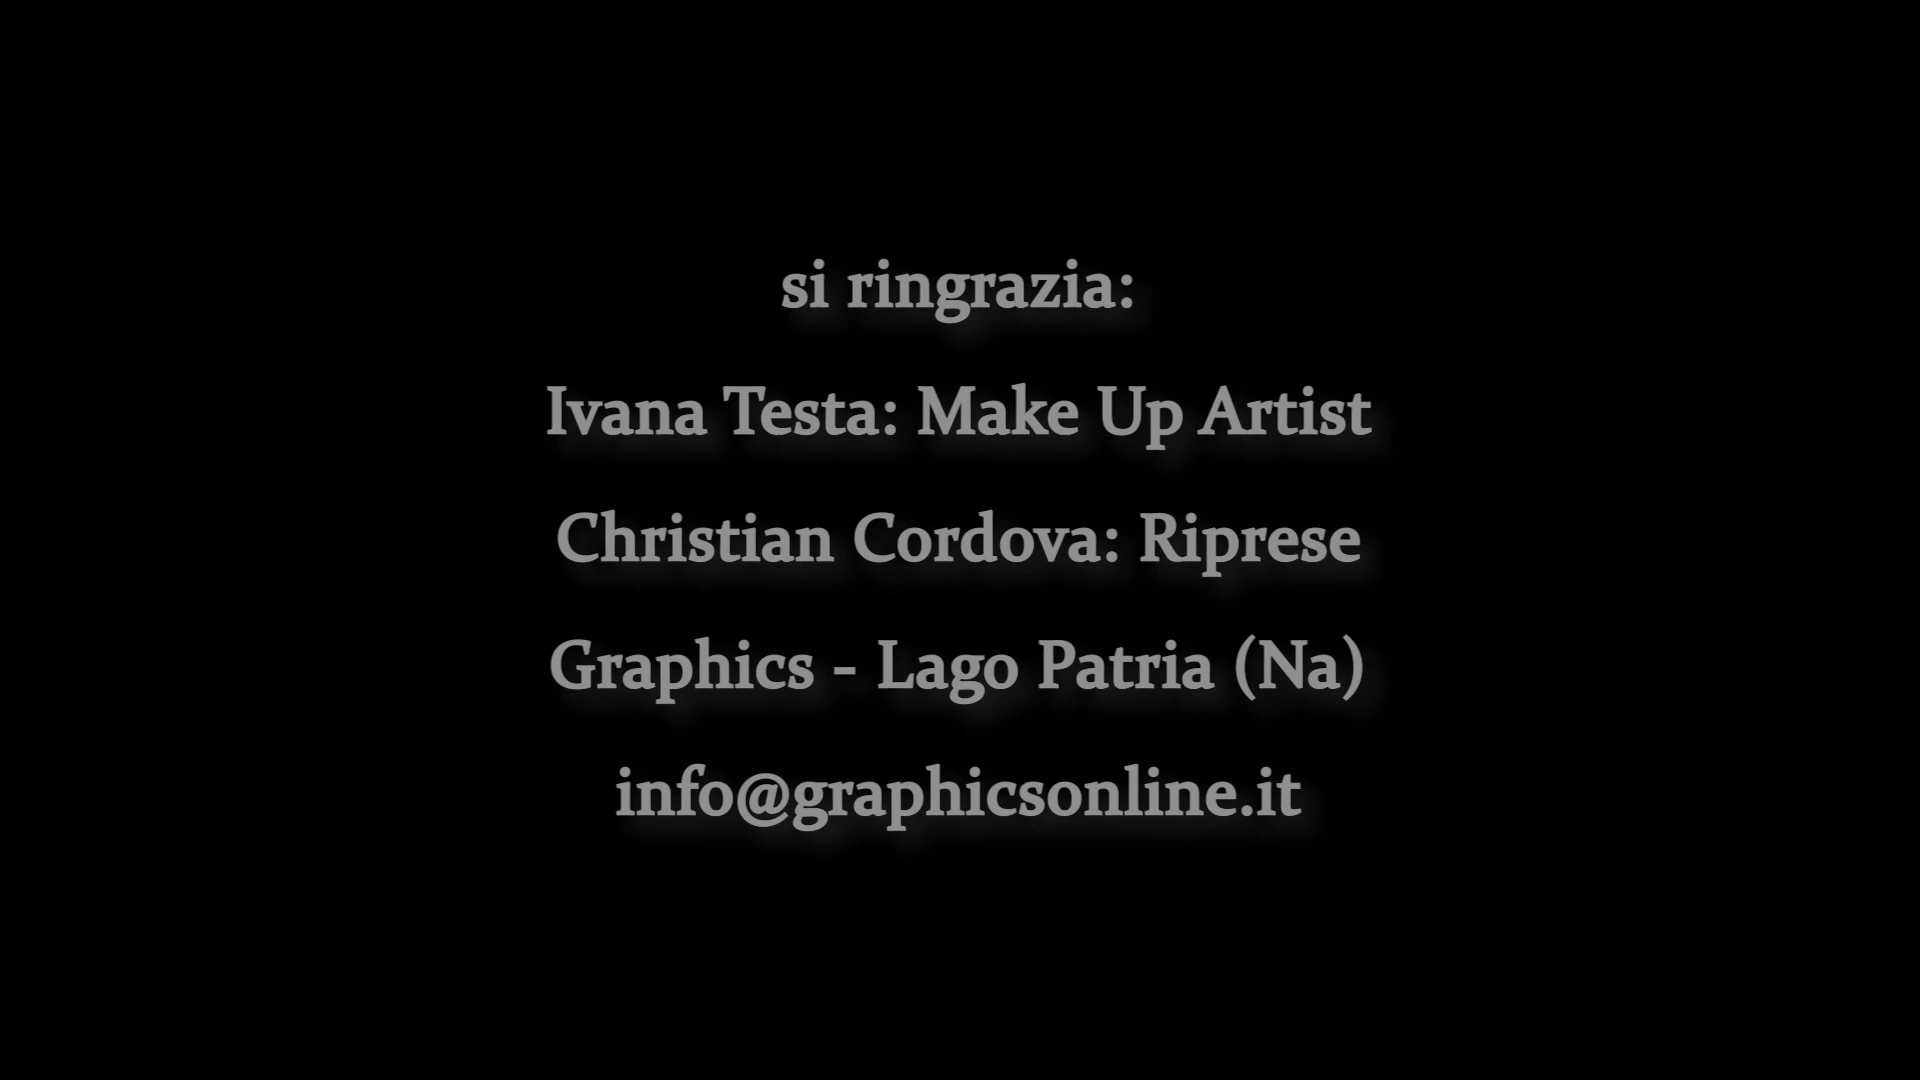 si ringrazia:
Ivana Testa: Make Up Artist
Christian Cordova: Riprese
Graphics - Lago Patria (Na)
info@graphicsonline.it